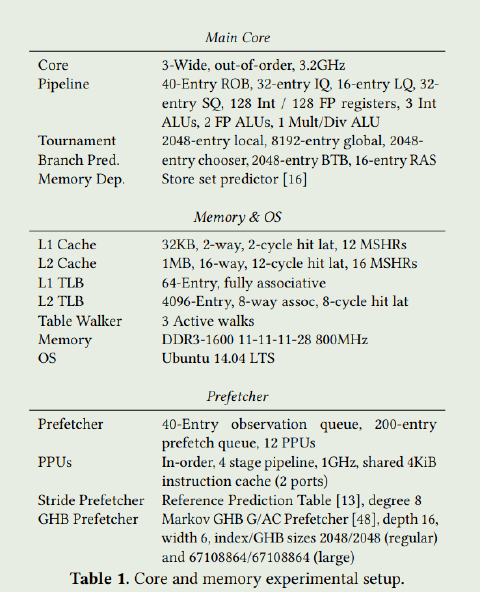 Main Core
Core 3-Wide, out-of-order, 3.2GHz
Pipeline 40-Entry ROB, 32-entry IQ, 16-entry LQ, 32-
entry SQ, 128 Int / 128 FP registers, 3 Int
ALUs, 2 FP ALUs, 1 Mult/Div ALU
Tournament 2048-entry local, 8192-entry global, 2048-
Branch Pred. entry chooser, 2048-entry BTB, 16-entry RAS
Memory Dep. Store set predictor [16]
Memory & OS
L1 Cache 32KB, 2-way, 2-cycle hit lat, 12 MSHRs
L2 Cache 1MB, 16-way, 12-cycle hit lat, 16 MSHRs
L1 TLB 64-Entry, fully associative
L2 TLB 4096-Entry, 8-way assoc, 8-cycle hit lat
Table Walker 3 Active walks
Memory DDR3-1600 11-11-11-28 800MHz
OS Ubuntu 14.04 LTS
Prefetcher
Prefetcher 40-Entry observation queue, 200-entry
prefetch queue, 12 PPUs
PPUs In-order, 4 stage pipeline, 1GHz, shared 4KiB
instruction cache (2 ports)
Stride Prefetcher Reference Prediction Table [13], degree 8
GHB Prefetcher Markov GHB G/AC Prefetcher [48], depth 16,
width 6, index/GHB sizes 2048/2048 (regular)
and 67108864/67108864 (large)
Table 1. Core and memory experimental setup.